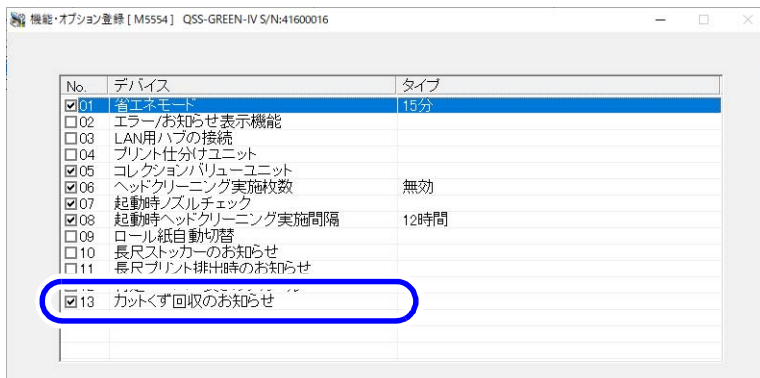 機能・オプション登録 [ M5554 ] QSS-GREEN-IV S/N:41600016
No. デバイス タイプ
01 省エネモード 15分
02 エラー/お知らせ表示機能
03 LAN用ハブの接続
04 プリント仕分けユニット
05 コレクションバリューユニット
06 ヘッドクリーニング実施枚数 無効
07 起動時ノズルチェック
08 起動時ヘッドクリーニング実施間隔 12時間
09 ロール紙自動切替
10 長尺ストッカーのお知らせ
11 長尺プリント排出時のお知らせ
13 カットくず回収のお知らせ